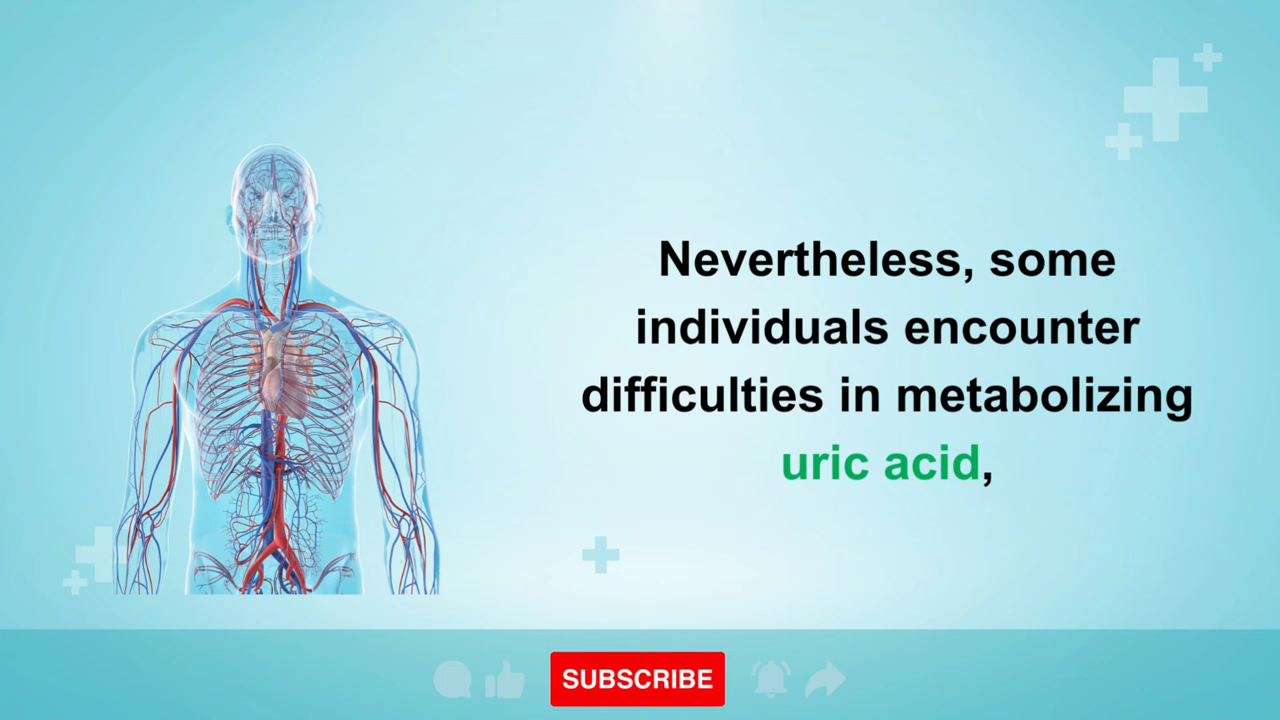 Nevertheless, some
individuals encounter
difficulties in metabolizing
uric acid,
SUBSCRIBE